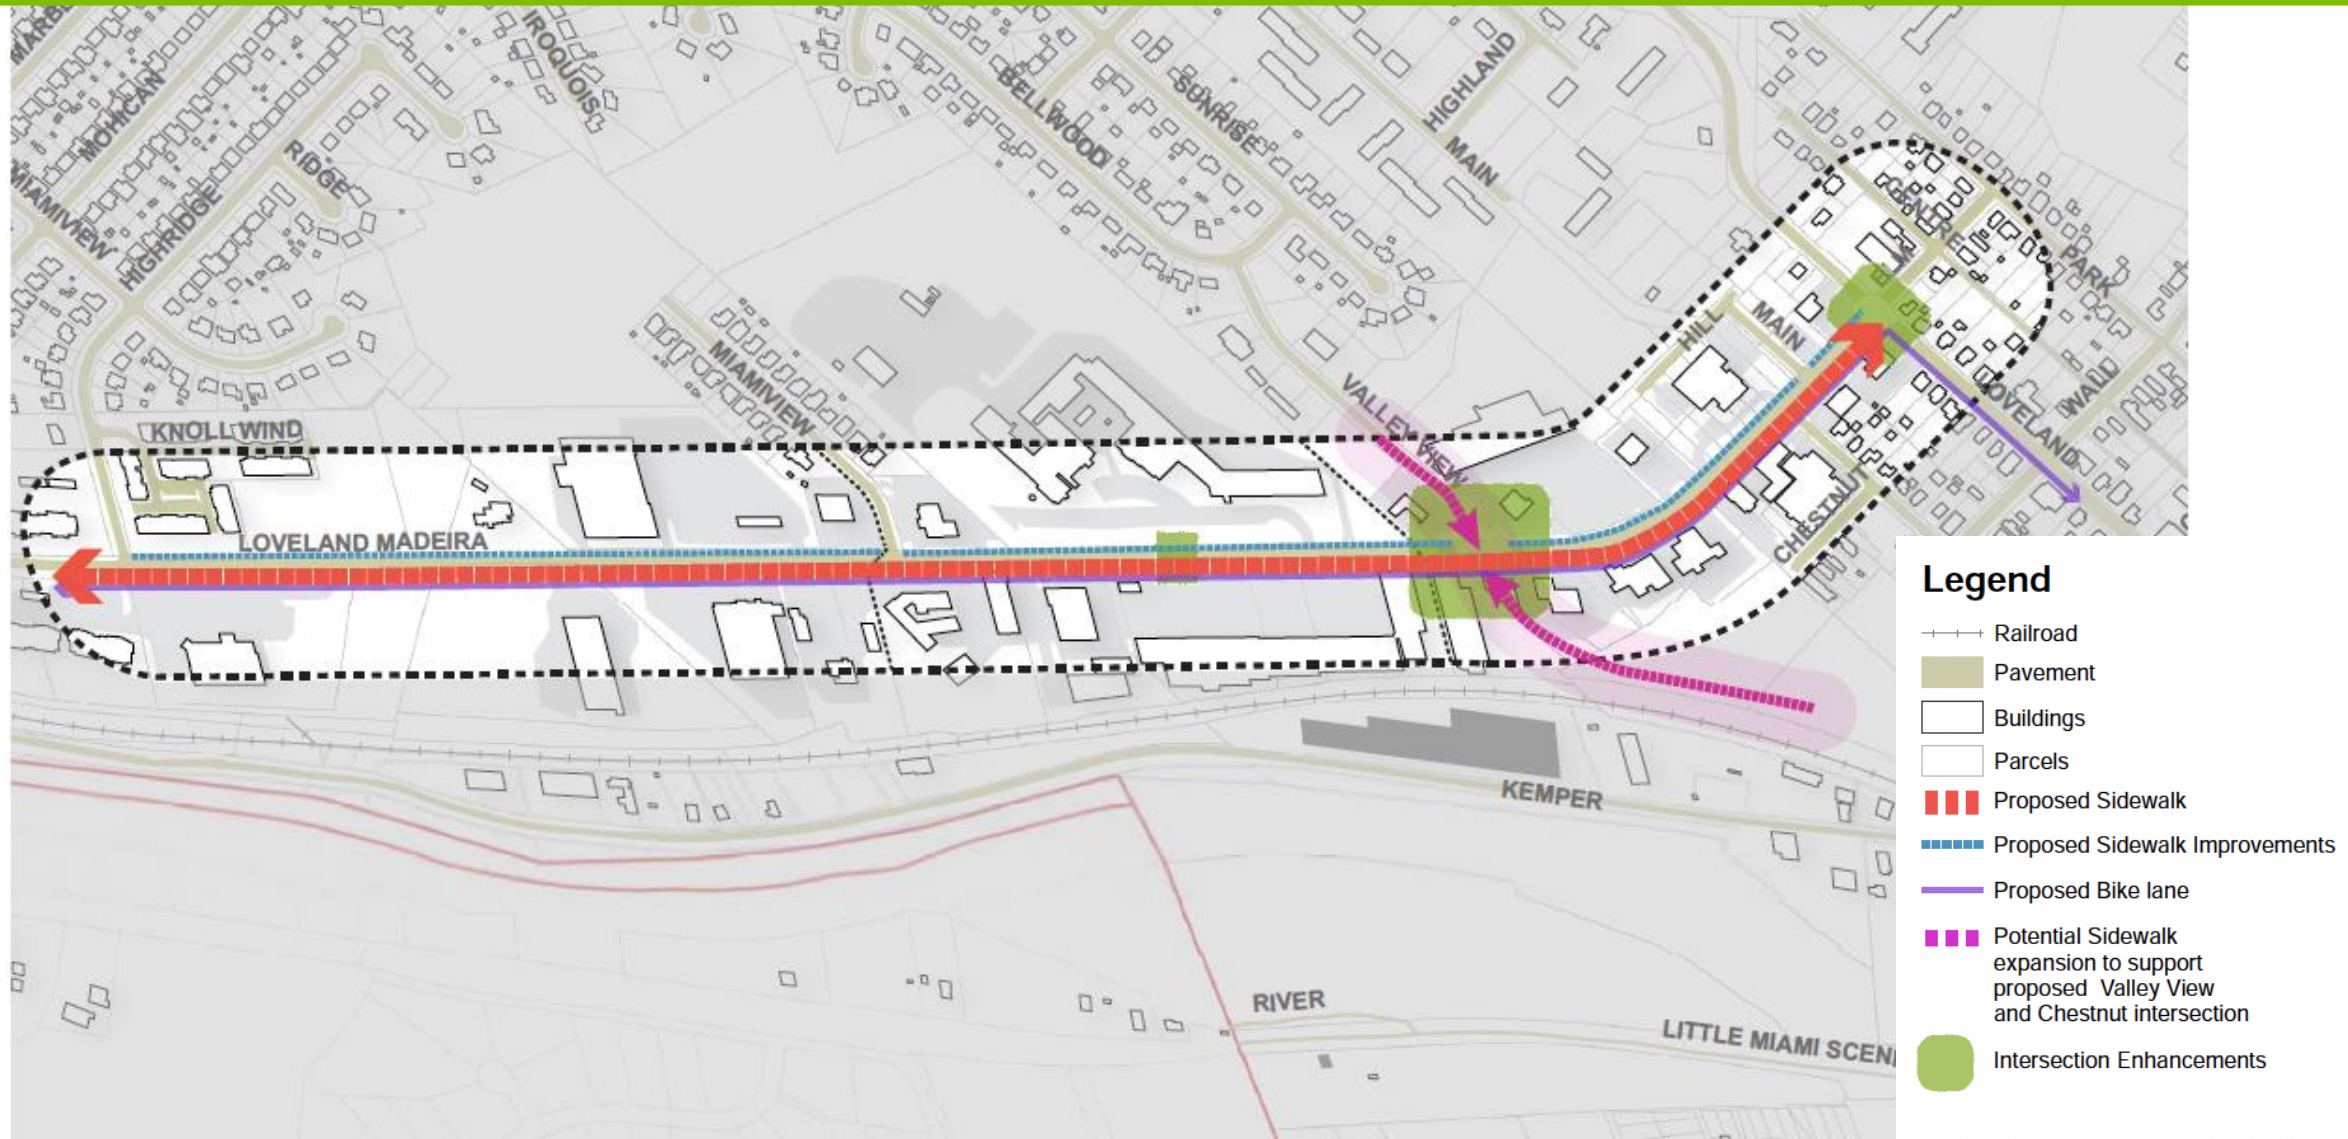 MOHICAN
IROQUOIS
RIDGE
MIAMIVIEW
HIGHRIDGE
BELLWOOD
SUNRISE
HIGHLAND
MAIN
CENTRE
PARK
HILL
MAIN
MIAMIVIEW
VALLEY VIEW
LOVELAND
WALD
KNOLL WIND
LOVELAND MADEIRA
CHESTNUT
KEMPER
RIVER
LITTLE MIAMI SCENI
Legend
Railroad
Pavement
Buildings
Parcels
Proposed Sidewalk
Proposed Sidewalk Improvements
Proposed Bike lane
Potential Sidewalk
expansion to support
proposed Valley View
and Chestnut intersection
Intersection Enhancements